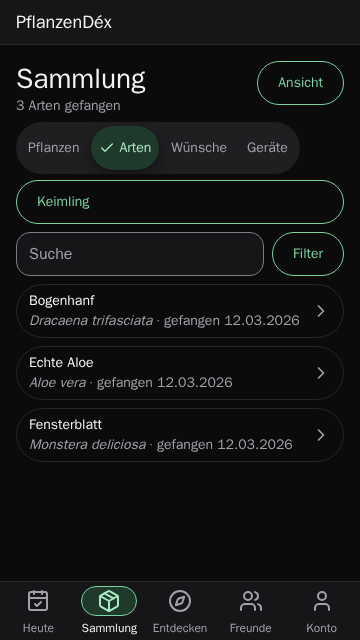 PflanzenDéx
Sammlung
Ansicht
3 Arten gefangen
Pflanzen Arten Wünsche Geräte
Keimling
Suche Filter
Bogenhanf
Dracaena trifasciata · gefangen 12.03.2026
Echte Aloe
Aloe vera · gefangen 12.03.2026
Fensterblatt
Monstera deliciosa · gefangen 12.03.2026
Heute Sammlung Entdecken Freunde Konto